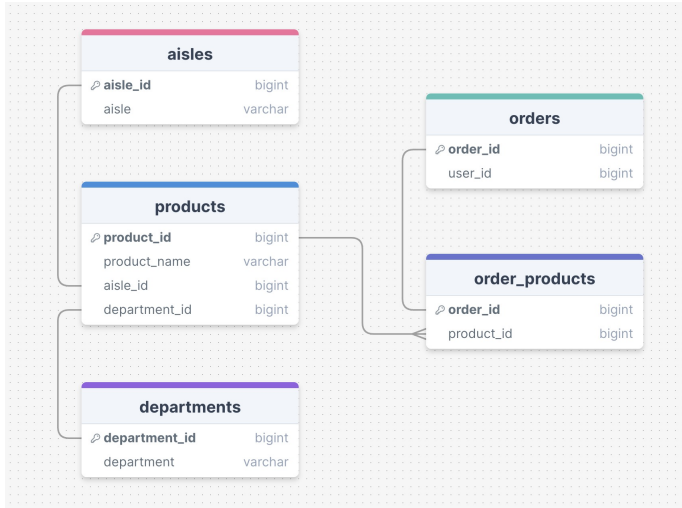 aisles
aisle_id bigint
aisle varchar
products
product_id bigint
product_name varchar
aisle_id bigint
department_id bigint
departments
department_id bigint
department varchar
orders
order_id bigint
user_id bigint
order_products
order_id bigint
product_id bigint